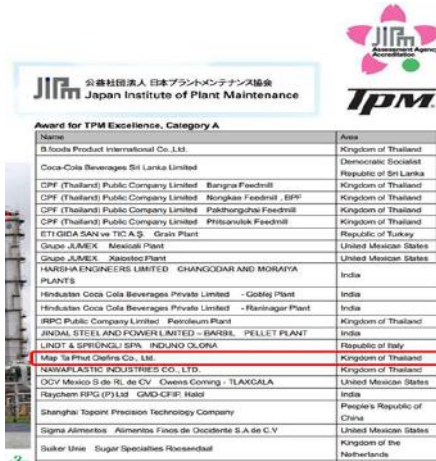 JIPM
Assessment Agency
Accreditation
JIPM
公益社団法人 日本プラントメンテナンス協会
Japan Institute of Plant Maintenance
TPM
Award for TPM Excellence, Category A
Name Area
B.foods Product International Co.,Ltd. Kingdom of Thailand
Coca-Cola Beverages Sri Lanka Limited Democratic Socialist
Republic of Sri Lanka
CPF (Thailand) Public Company Limited Bangna Feedmill Kingdom of Thailand
CPF (Thailand) Public Company Limited Nongkae Feedmill , BPF Kingdom of Thailand
CPF (Thailand) Public Company Limited Pakthongchai Feedmill Kingdom of Thailand
CPF (Thailand) Public Company Limited Phitsanulok Feedmill Kingdom of Thailand
ETI GIDA SAN ve TIC A.Ş. Grain Plant Republic of Turkey
Grupo JUMEX Mexicali Plant United Mexican States
Grupo JUMEX Xalostoc Plant United Mexican States
HARSHA ENGINEERS LIMITED CHANGODAR AND MORAIYA
PLANTS India
Hindustan Coca Cola Beverages Private Limited - Goblej Plant India
Hindustan Coca Cola Beverages Private Limited - Raninagar Plant India
IRPC Public Company Limited Petroleum Plant Kingdom of Thailand
JINDAL STEEL AND POWER LIMITED – BARBIL PELLET PLANT India
LINDT & SPRÜNGLI SPA INDUNO OLONA Republic of Italy
Map Ta Phut Olefins Co., Ltd. Kingdom of Thailand
NAWAPLASTIC INDUSTRIES CO., LTD. Kingdom of Thailand
OCV Mexico S de RL de CV Owens Corning - TLAXCALA United Mexican States
Raychem RPG (P) Ltd GMD-CFIP, Halol India
Shanghai Topoint Precision Technology Company People's Republic of
China
Sigma Alimentos Alimentos Finos de Occidente S.A de C.V United Mexican States
Suiker Unie Sugar Specialties Roosendaal Kingdom of the
Netherlands